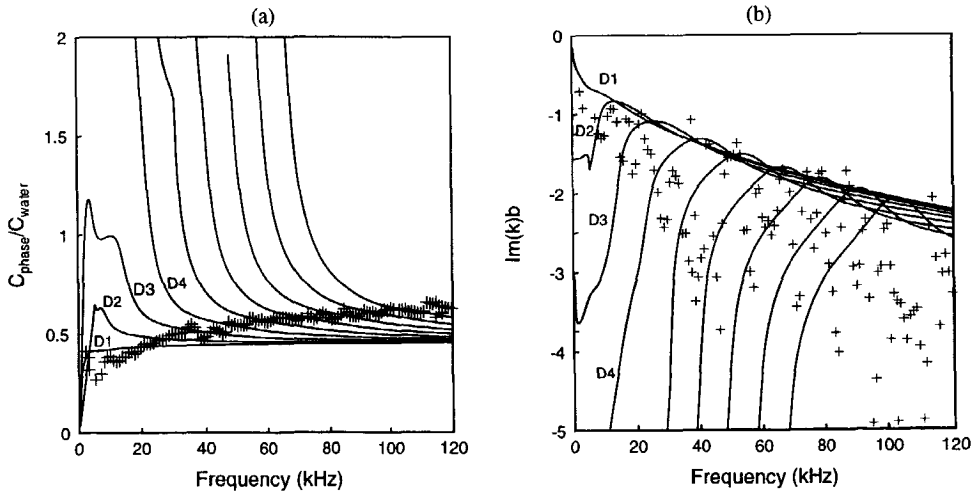 (a)
2
1.5
1
0.5
0
C_phase/C_water
D1
D2
D3
D4
0 20 40 60 80 100 120
Frequency (kHz)
(b)
0
-1
-2
-3
-4
-5
Im(k)b
D1
D2
D3
D4
0 20 40 60 80 100 120
Frequency (kHz)